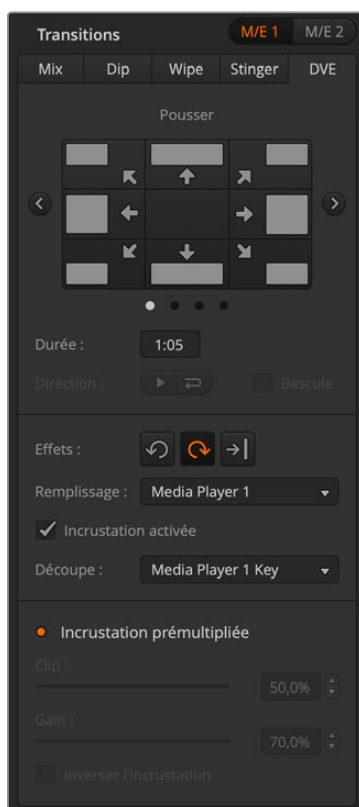 Transitions M/E 1 M/E 2
Mix Dip Wipe Stinger DVE
Pousser
Durée : 1:05
Direction : Bascule
Effets :
Remplissage : Media Player 1
Incrustation activée
Découpe : Media Player 1 Key
Incrustation prémultipliée
Clip :
50,0%
Gain :
70,0%
Inverser l'incrustation